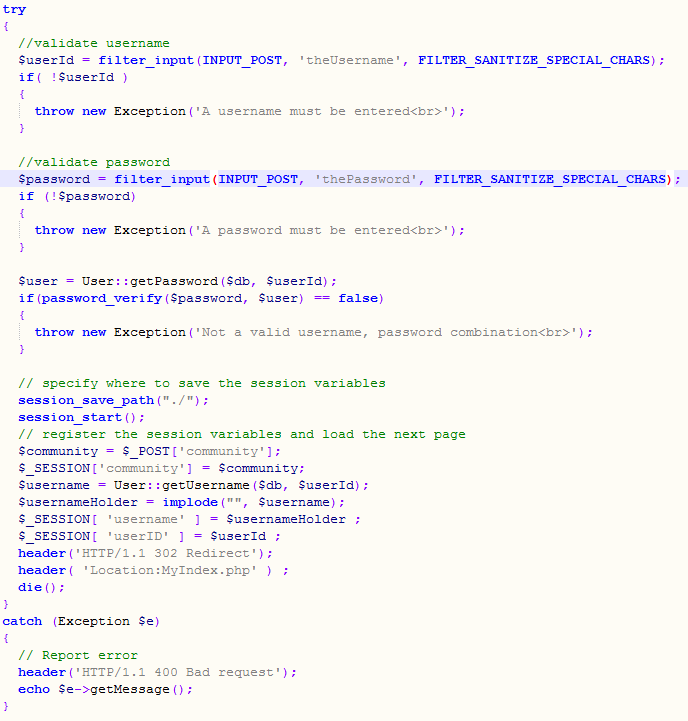 try
{
  //validate username
  $userId = filter_input(INPUT_POST, 'theUsername', FILTER_SANITIZE_SPECIAL_CHARS);
  if( !$userId )
  {
    throw new Exception('A username must be entered<br>');
  }

  //validate password
  $password = filter_input(INPUT_POST, 'thePassword', FILTER_SANITIZE_SPECIAL_CHARS);
  if (!$password)
  {
    throw new Exception('A password must be entered<br>');
  }

  $user = User::getPassword($db, $userId);
  if(password_verify($password, $user) == false)
  {
    throw new Exception('Not a valid username, password combination<br>');
  }

  // specify where to save the session variables
  session_save_path("./");
  session_start();
  // register the session variables and load the next page
  $community = $_POST['community'];
  $_SESSION['community'] = $community;
  $username = User::getUsername($db, $userId);
  $usernameHolder = implode("", $username);
  $_SESSION[ 'username' ] = $usernameHolder ;
  $_SESSION[ 'userID' ] = $userId ;
  header('HTTP/1.1 302 Redirect');
  header( 'Location:MyIndex.php' ) ;
  die();
}
catch (Exception $e)
{
  // Report error
  header('HTTP/1.1 400 Bad request');
  echo $e->getMessage();
}